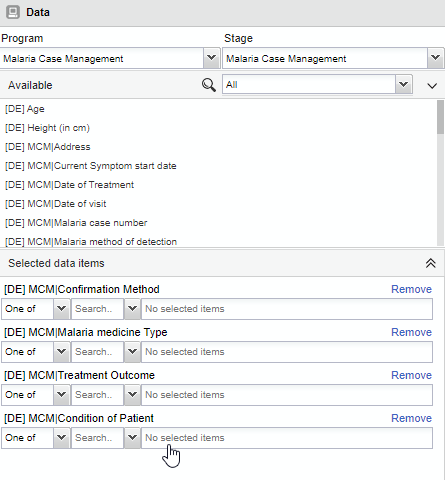 Data
Program Stage
Malaria Case Management Malaria Case Management
Available All
[DE] Age
[DE] Height (in cm)
[DE] MCM|Address
[DE] MCM|Current Symptom start date
[DE] MCM|Date of Treatment
[DE] MCM|Date of visit
[DE] MCM|Malaria case number
[DE] MCM|Malaria method of detection
Selected data items
[DE] MCM|Confirmation Method Remove
One of Search.. No selected items
[DE] MCM|Malaria medicine Type Remove
One of Search.. No selected items
[DE] MCM|Treatment Outcome Remove
One of Search.. No selected items
[DE] MCM|Condition of Patient Remove
One of Search.. No selected items